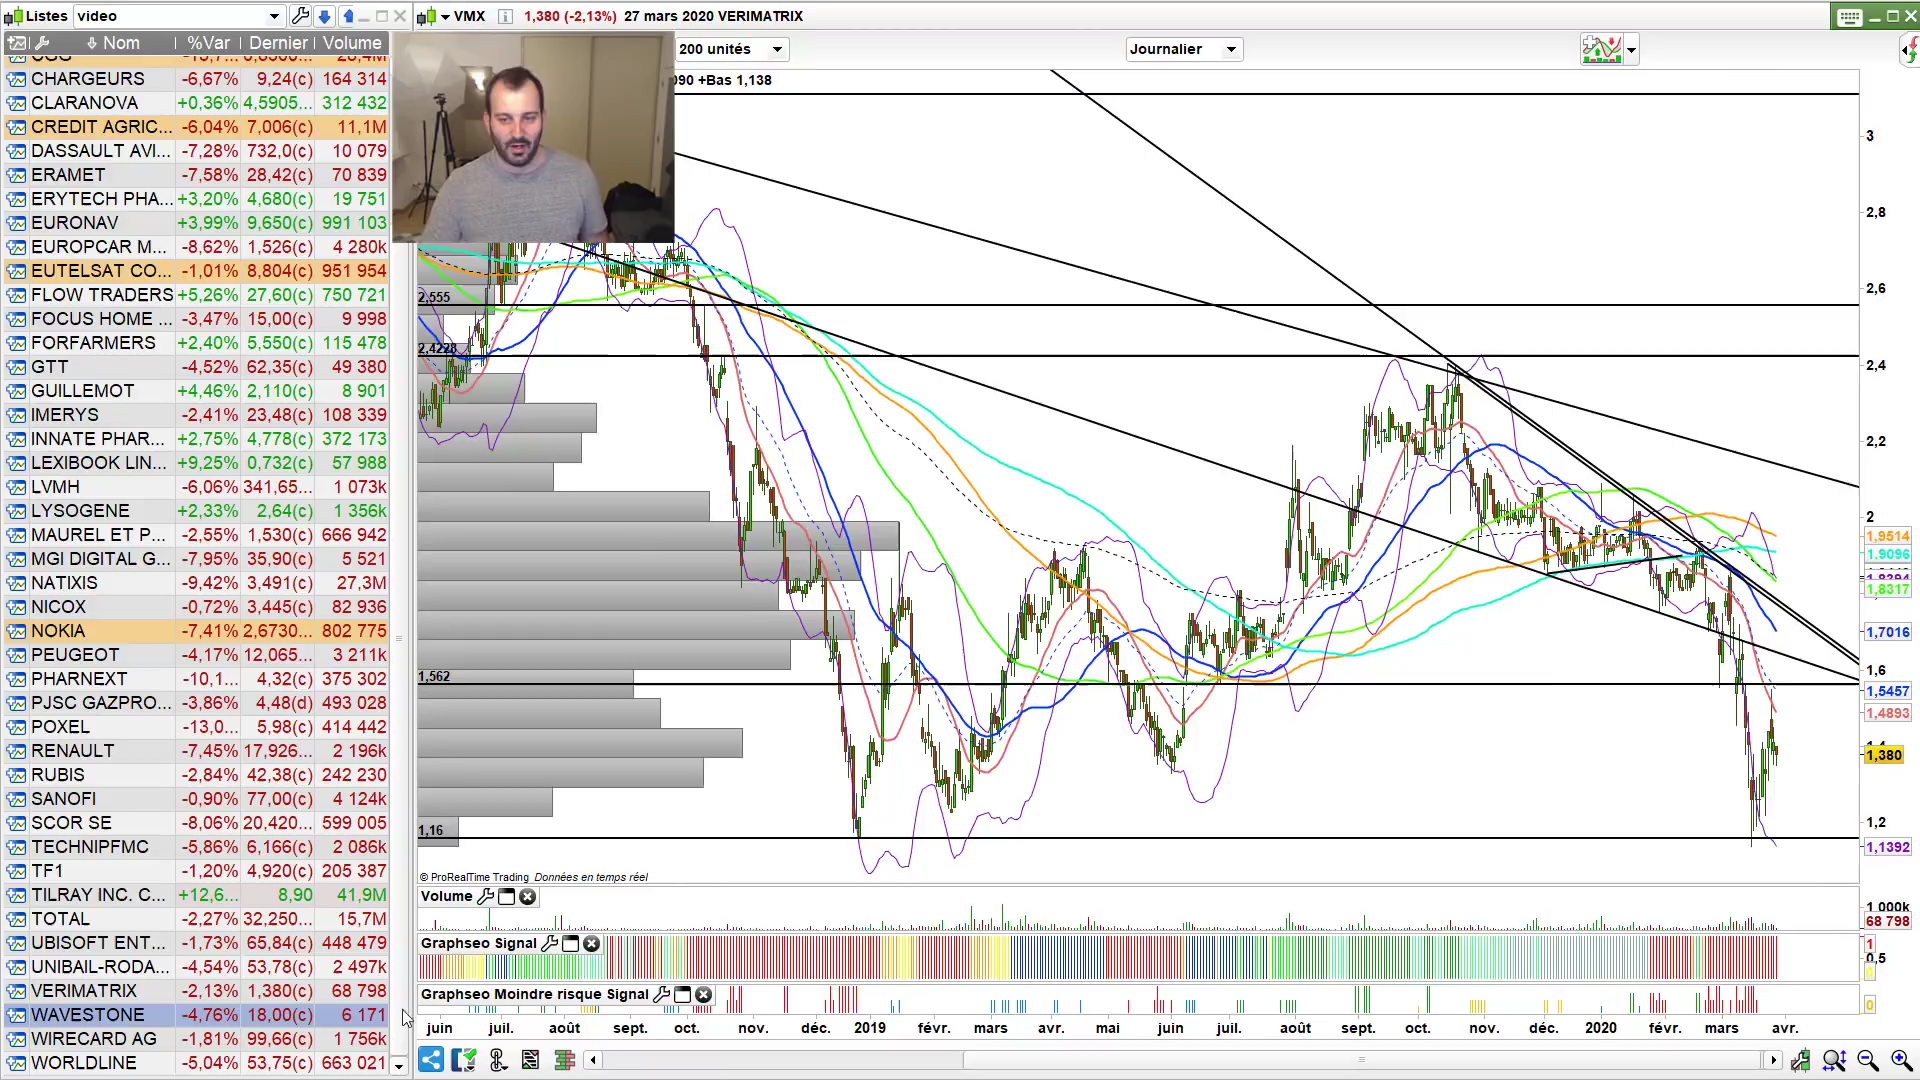 Listes video
VMX 1,380 (-2,13%) 27 mars 2020 VERIMATRIX
Nom %Var Dernier Volume
200 unités Journalier
090 +Bas 1,138
CHARGEURS -6,67% 9,24(c) 164 314
CLARANOVA +0,36% 4,5905... 312 432
CREDIT AGRIC... -6,04% 7,006(c) 11,1M
DASSAULT AVI... -7,28% 732,0(c) 10 079
ERAMET -7,58% 28,42(c) 70 839
ERYTECH PHA... +3,20% 4,680(c) 19 751
EURONAV +3,99% 9,650(c) 991 103
EUROPCAR M... -8,62% 1,526(c) 4 280k
EUTELSAT CO... -1,01% 8,804(c) 951 954
FLOW TRADERS +5,26% 27,60(c) 750 721
FOCUS HOME ... -3,47% 15,00(c) 9 998
FORFARMERS +2,40% 5,550(c) 115 478
GTT -4,52% 62,35(c) 49 380
GUILLEMOT +4,46% 2,110(c) 8 901
IMERYS -2,41% 23,48(c) 108 339
INNATE PHAR... +2,75% 4,778(c) 372 173
LEXIBOOK LIN... +9,25% 0,732(c) 57 988
LVMH -6,06% 341,65... 1 073k
LYSOGENE +2,33% 2,64(c) 1 356k
MAUREL ET P... -2,55% 1,530(c) 666 942
MGI DIGITAL G... -7,95% 35,90(c) 5 521
NATIXIS -9,42% 3,491(c) 27,3M
NICOX -0,72% 3,445(c) 82 936
NOKIA -7,41% 2,6730... 802 775
PEUGEOT -4,17% 12,065... 3 211k
PHARNEXT -10,1... 4,32(c) 375 302
PJSC GAZPRO... -3,86% 4,48(d) 493 028
POXEL -13,0... 5,98(c) 414 442
RENAULT -7,45% 17,926... 2 196k
RUBIS -2,84% 42,38(c) 242 230
SANOFI -0,90% 77,00(c) 4 124k
SCOR SE -8,06% 20,420... 599 005
TECHNIPFMC -5,86% 6,166(c) 2 086k
TF1 -1,20% 4,920(c) 205 387
TILRAY INC. C... +12,6... 8,90 41,9M
TOTAL -2,27% 32,250... 15,7M
UBISOFT ENT... -1,73% 65,84(c) 448 479
UNIBAIL-RODA... -4,54% 53,78(c) 2 497k
VERIMATRIX -2,13% 1,380(c) 68 798
WAVESTONE -4,76% 18,00(c) 6 171
WIRECARD AG -1,81% 99,66(c) 1 756k
WORLDLINE -5,04% 53,75(c) 663 021
2,555
2,4228
1,562
1,16
3
2,8
2,6
2,4
2,2
2
1,9514
1,9096
1,8317
1,7016
1,6
1,5457
1,4893
1,380
1,2
1,1392
© ProRealTime Trading Données en temps réel
Volume
1 000k
68 798
Graphseo Signal
1
0,5
0
Graphseo Moindre risque Signal
0
juin juil. août sept. oct. nov. déc. 2019 févr. mars avr. mai juin juil. août sept. oct. nov. déc. 2020 févr. mars avr.